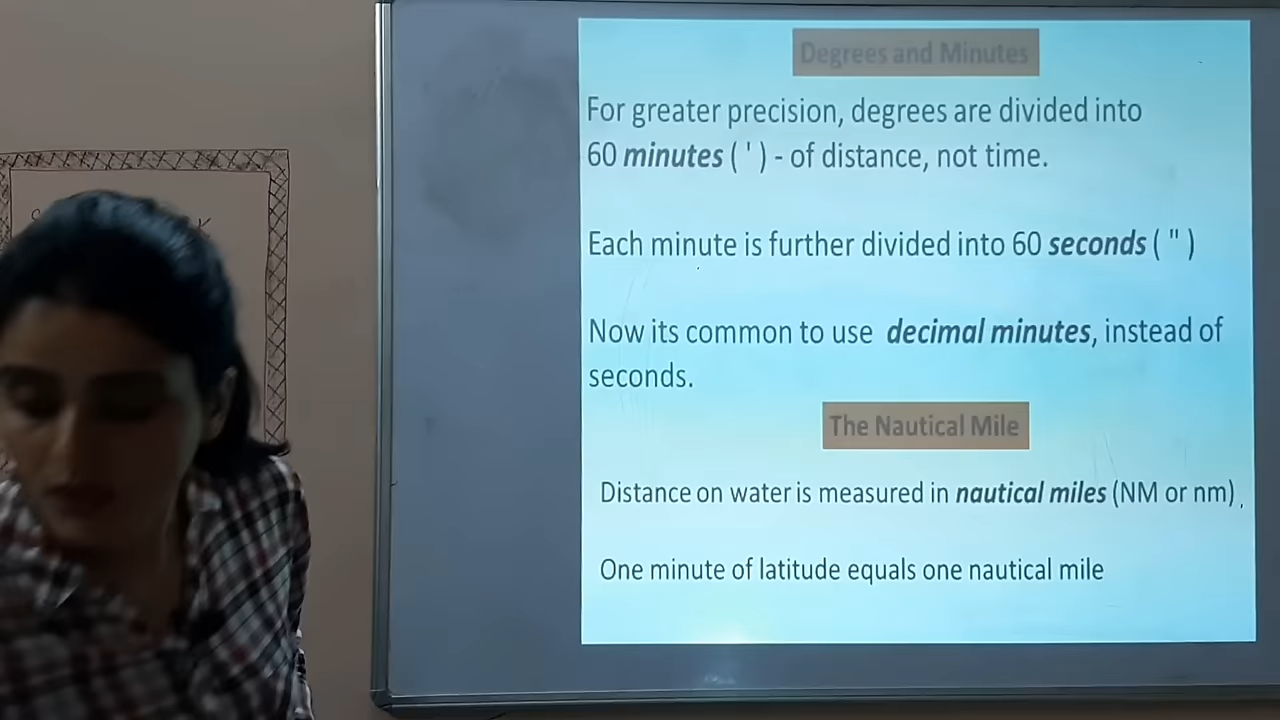 Degrees and Minutes
For greater precision, degrees are divided into
60 minutes ( ' ) - of distance, not time.
Each minute is further divided into 60 seconds ( " )
Now its common to use decimal minutes, instead of
seconds.
The Nautical Mile
Distance on water is measured in nautical miles (NM or nm) .
One minute of latitude equals one nautical mile